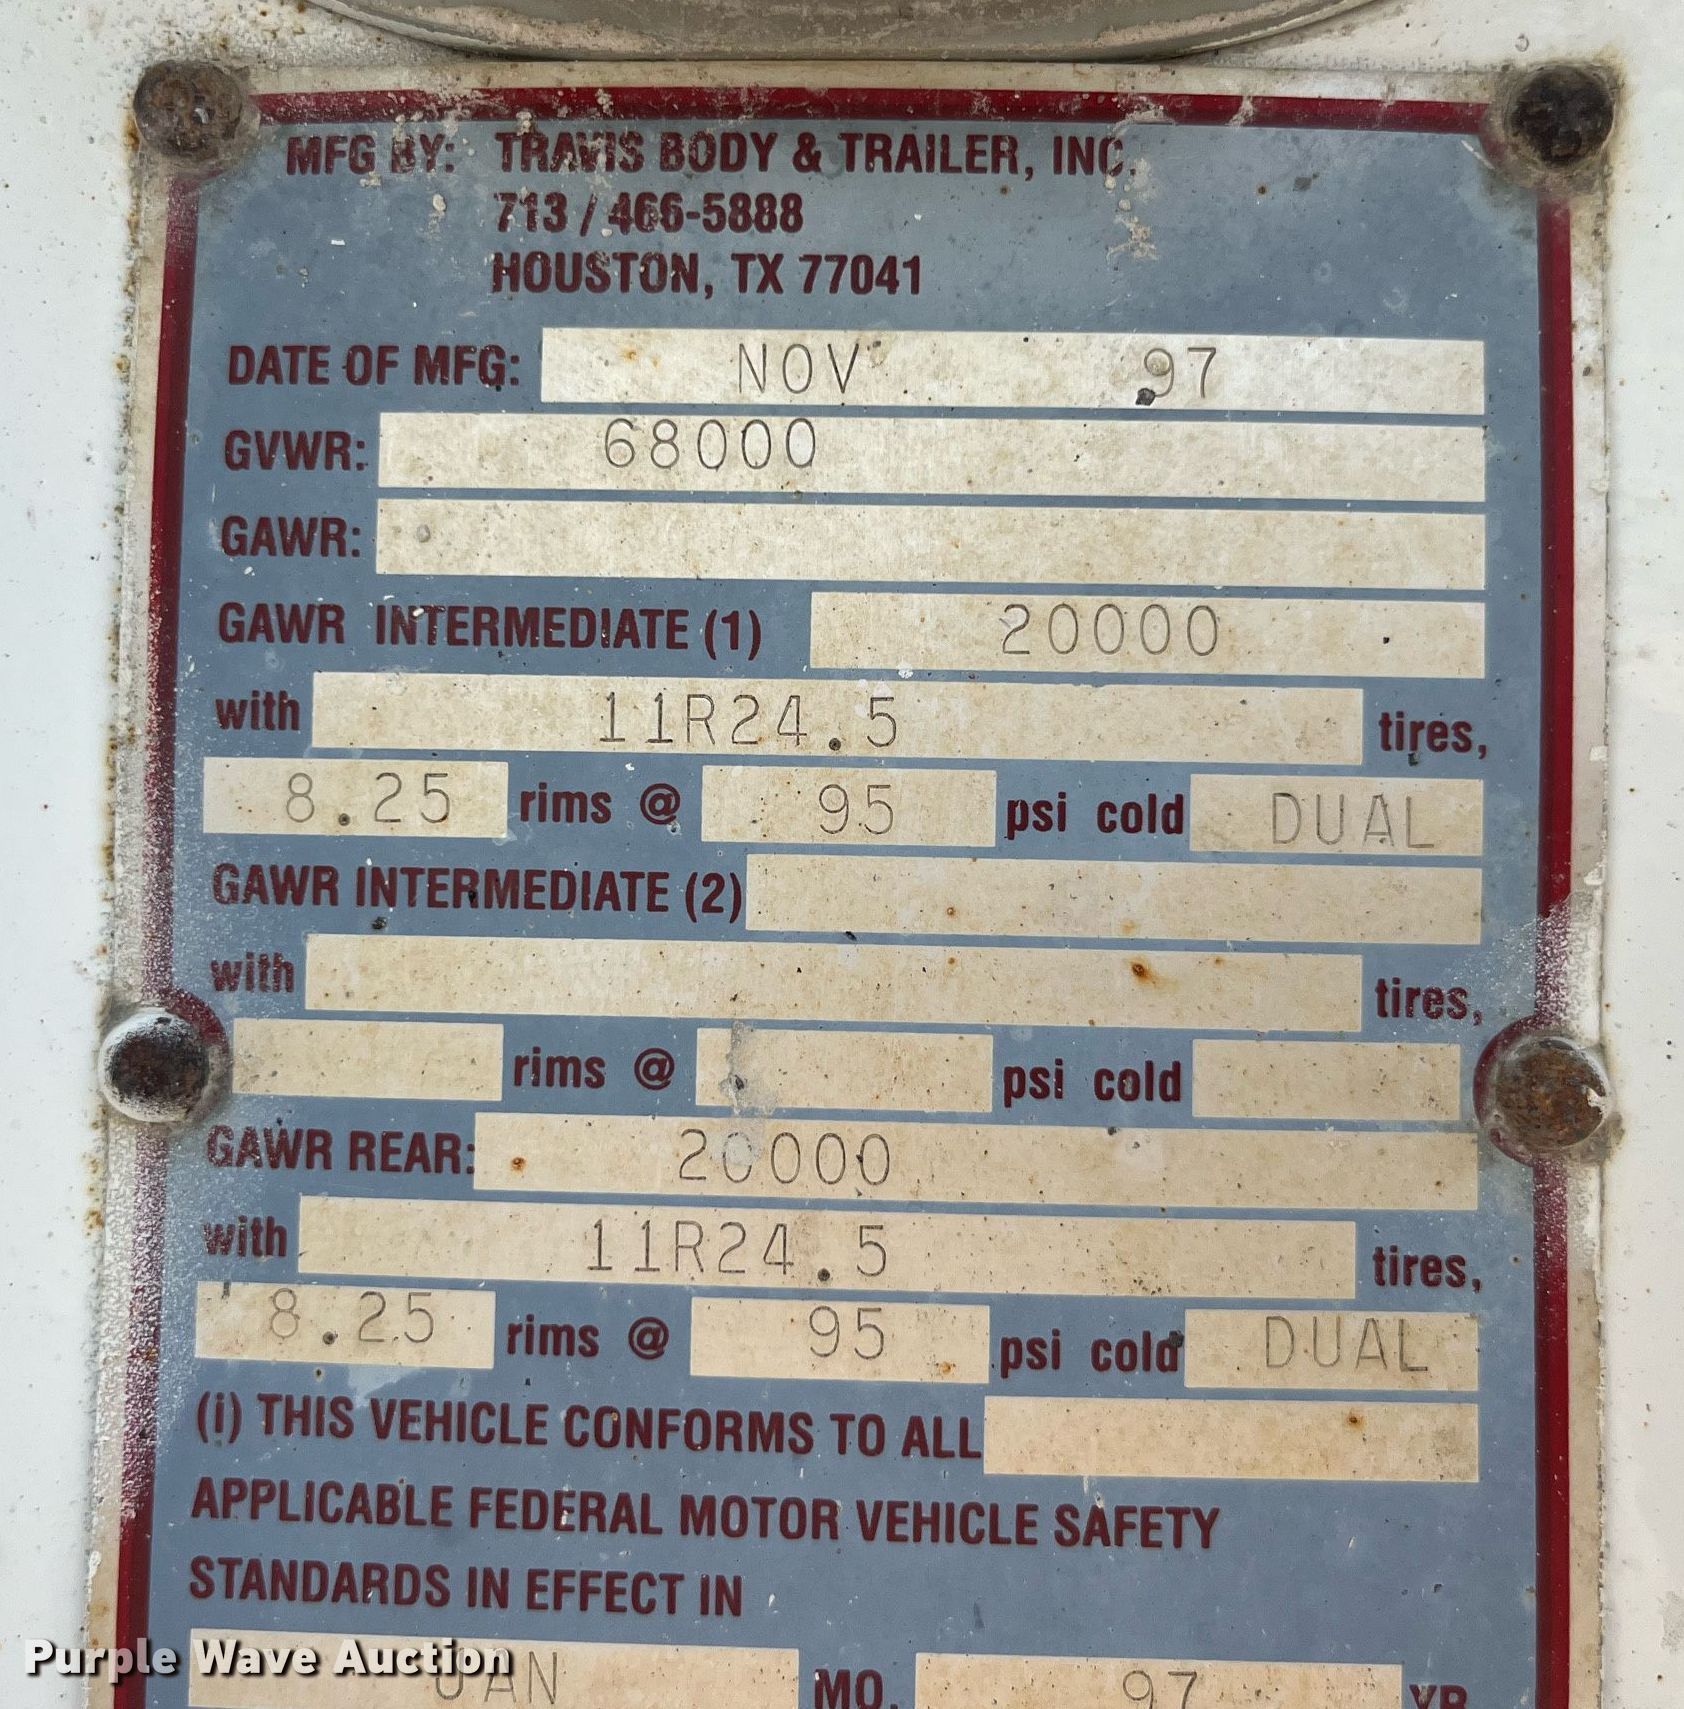 MFG BY: TRAVIS BODY & TRAILER, INC.
713 / 466-5888
HOUSTON, TX 77041
DATE OF MFG: NOV 97
GVWR: 68000
GAWR:
GAWR INTERMEDIATE (1) 20000
with 11R24.5 tires,
8.25 rims @ 95 psi cold DUAL
GAWR INTERMEDIATE (2)
with tires,
rims @ psi cold
GAWR REAR: 20000
with 11R24.5 tires,
8.25 rims @ 95 psi cold DUAL
(i) THIS VEHICLE CONFORMS TO ALL
APPLICABLE FEDERAL MOTOR VEHICLE SAFETY
STANDARDS IN EFFECT IN
JAN MO. 97 YR
Purple Wave Auction